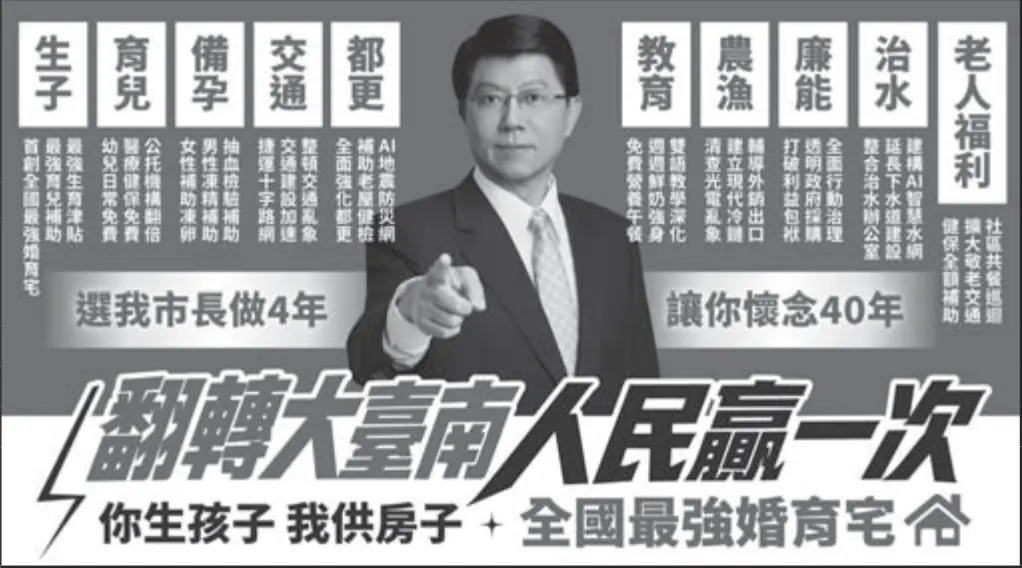 老人福利
社區共餐巡迴
擴大敬老交通
健保全額補助
治水
建構AI智慧水網
延長下水道建設
整合治水辦公室
廉能
全面行動治理
透明政府採購
打破利益包袱
農漁
輔導外銷出口
建立現代冷鏈
清查光電亂象
教育
雙語教學深化
週週鮮奶強身
免費營養午餐
都更
AI地震防災網
補助老屋健檢
全面強化都更
交通
整頓交通亂象
交通建設加速
捷運十字路網
備孕
抽血檢驗補助
男性凍精補助
女性補助凍卵
育兒
公托機構翻倍
醫療健保免費
幼兒日常免費
生子
最強生育津貼
最強育兒補助
首創全國最強婚育宅
選我市長做4年
讓你懷念40年
翻轉大臺南人民贏一次
你生孩子 我供房子 全國最強婚育宅